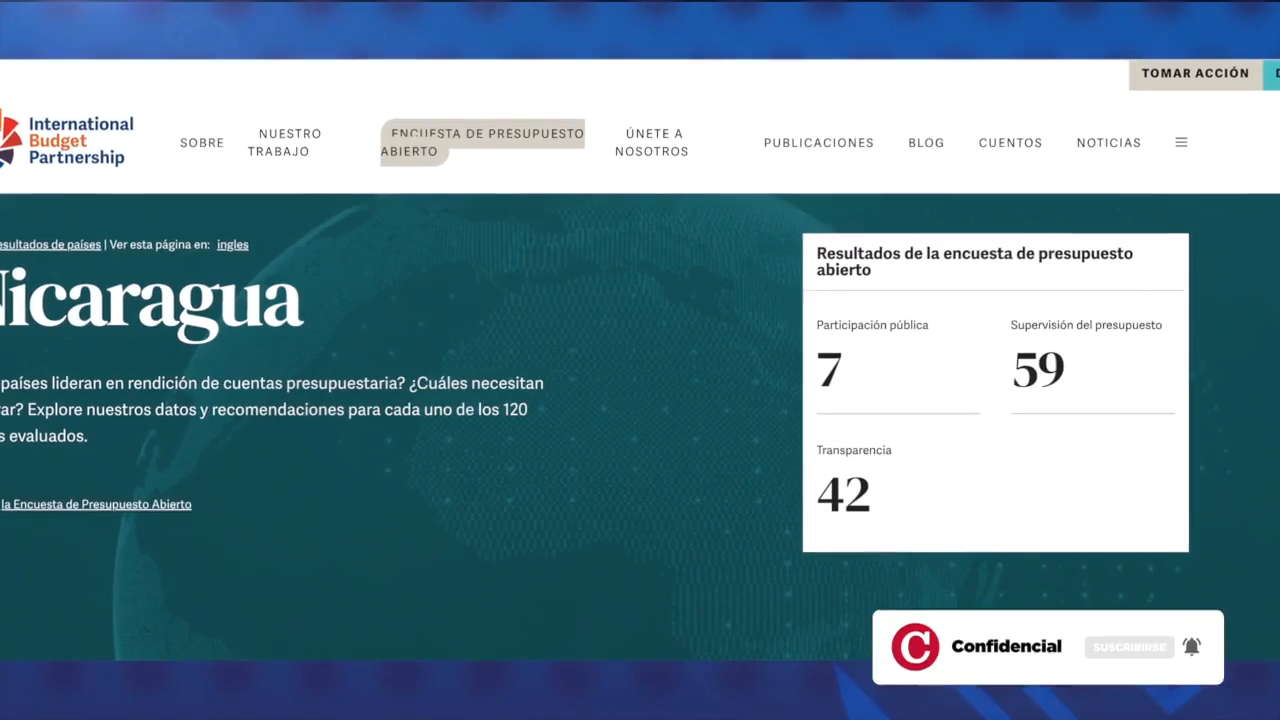 TOMAR ACCIÓN
International
Budget
Partnership
SOBRE
NUESTRO
TRABAJO
ENCUESTA DE PRESUPUESTO
ABIERTO
ÚNETE A
NOSOTROS
PUBLICACIONES
BLOG
CUENTOS
NOTICIAS
esultados de países | Ver esta página en: ingles
Nicaragua
países lideran en rendición de cuentas presupuestaria? ¿Cuáles necesitan
ar? Explore nuestros datos y recomendaciones para cada uno de los 120
s evaluados.
la Encuesta de Presupuesto Abierto
Resultados de la encuesta de presupuesto
abierto
Participación pública
7
Supervisión del presupuesto
59
Transparencia
42
C Confidencial
SUSCRIBIRSE